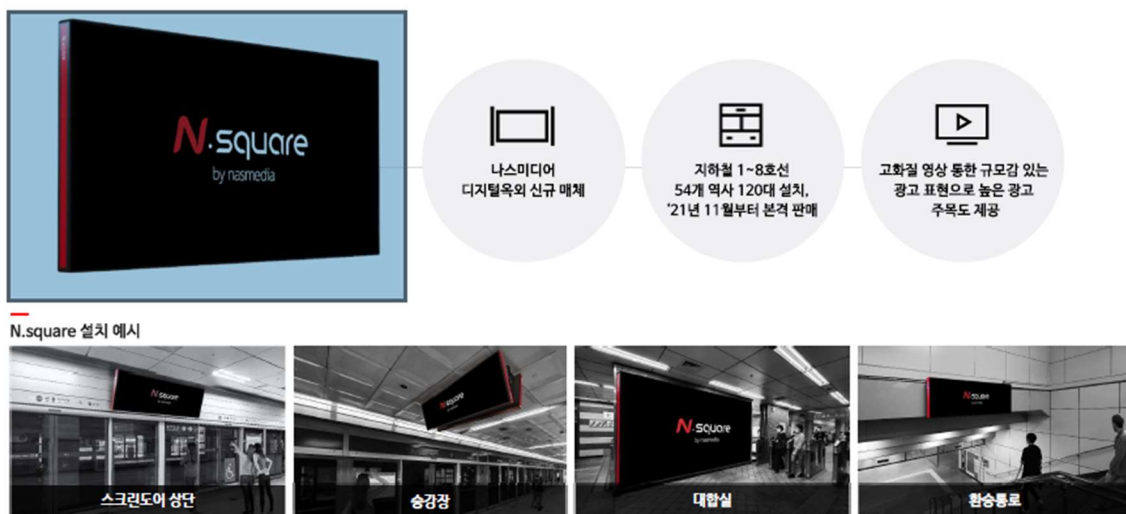 N.square
by nasmedia
나스미디어
디지털옥외 신규 매체
지하철 1~8호선
54개 역사 120대 설치,
‘21년 11월부터 본격 판매
고화질 영상 통한 규모감 있는
광고 표현으로 높은 광고
주목도 제공
N.square 설치 예시
N.square
스크린도어 상단
N.square
승강장
N.square
by nasmedia
대합실
N.square
환승통로